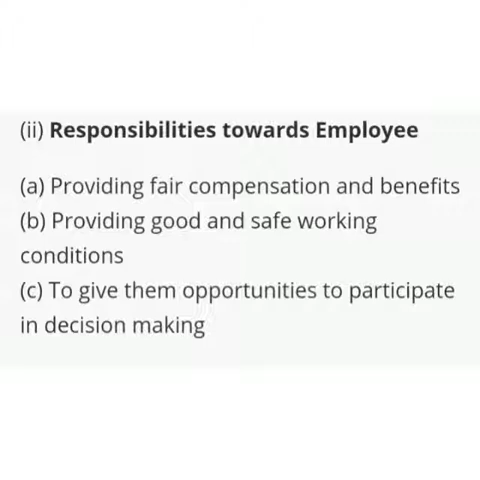 (ii) Responsibilities towards Employee
(a) Providing fair compensation and benefits
(b) Providing good and safe working
conditions
(c) To give them opportunities to participate
in decision making